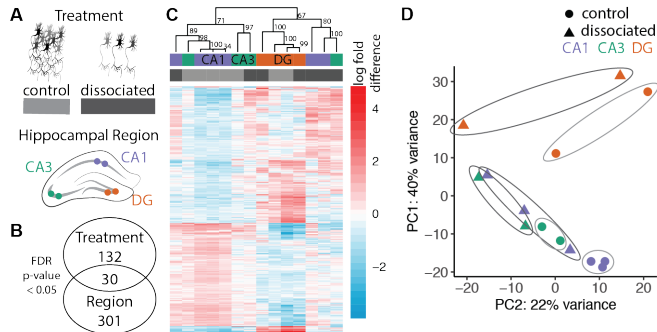 A
Treatment
control
dissociated
Hippocampal Region
CA3
CA1
DG
B
FDR
p-value
< 0.05
Treatment
132
30
Region
301
C
71
67
89
97
100
80
98
100
34
100
99
100
CA1
CA3
DG
log fold
difference
4
2
0
−2
D
control
dissociated
CA1 CA3 DG
PC1: 40% variance
30
20
10
0
−10
−20
−20
−10
0
10
20
PC2: 22% variance